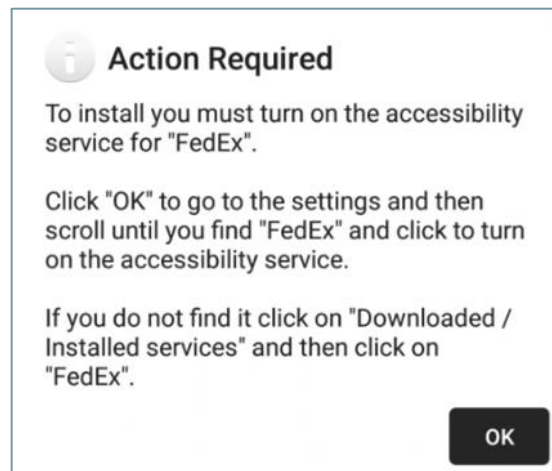 Action Required
To install you must turn on the accessibility
service for "FedEx".
Click "OK" to go to the settings and then
scroll until you find "FedEx" and click to turn
on the accessibility service.
If you do not find it click on "Downloaded /
Installed services" and then click on
"FedEx".
OK